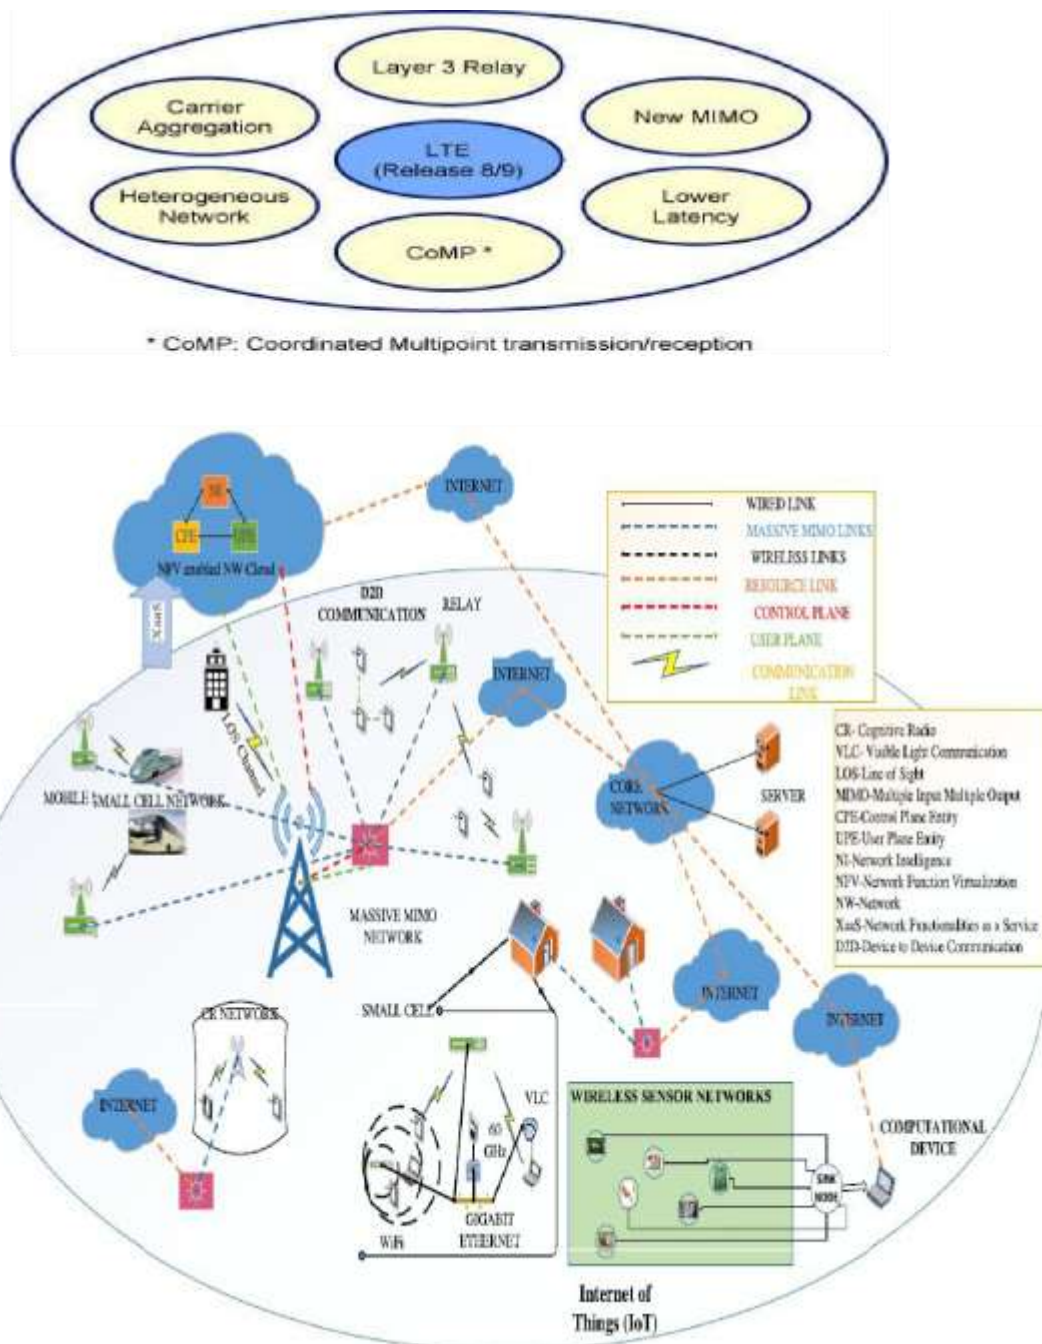 Layer 3 Relay
Carrier
Aggregation
New MIMO
LTE
(Release 8/9)
Heterogeneous
Network
Lower
Latency
CoMP *
* CoMP: Coordinated Multipoint transmission/reception
INTERNET
NI
CPE
UPE
NFV enabled NW Cloud
XaaS
WIRED LINK
MASSIVE MIMO LINKS
WIRELESS LINKS
RESOURCE LINK
CONTROL PLANE
USER PLANE
COMMUNICATION
LINK
D2D
COMMUNICATION
RELAY
INTERNET
LOS Channel
MOBILE SMALL CELL NETWORK
CORE
NETWORK
SERVER
CR- Cognitive Radio
VLC- Visible Light Communication
LOS-Line of Sight
MIMO-Multiple Input Multiple Output
CPE-Control Plane Entity
UPE-User Plane Entity
NI-Network Intelligence
NFV-Network Function Virtualization
NW-Network
XaaS-Network Functionalities as a Service
D2D-Device to Device Communication
MASSIVE MIMO
NETWORK
SMALL CELL
INTERNET
INTERNET
CR NETWORK
INTERNET
VLC
60
GHz
WiFi
GIGABIT
ETHERNET
WIRELESS SENSOR NETWORKS
SINK
NODE
COMPUTATIONAL
DEVICE
Internet of
Things (IoT)